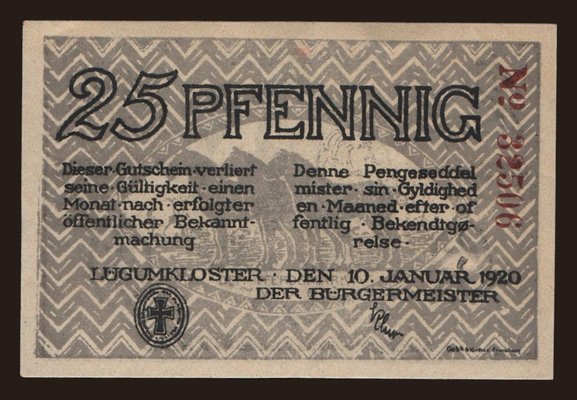 25 PFENNIG
Dieser·Gutschein·verliert
seine·Gültigkeit·einen
Monat·nach·erfolgter
öffentlicher·Bekannt-
machung
Denne Pengeseddel
mister·sin·Gyldighed
en·Maaned·efter·of
fentlig·Bekendtgø-
relse·
LÜGUMKLOSTER·DEN 10. JANUAR 1920
DER BÜRGERMEISTER
No 32506